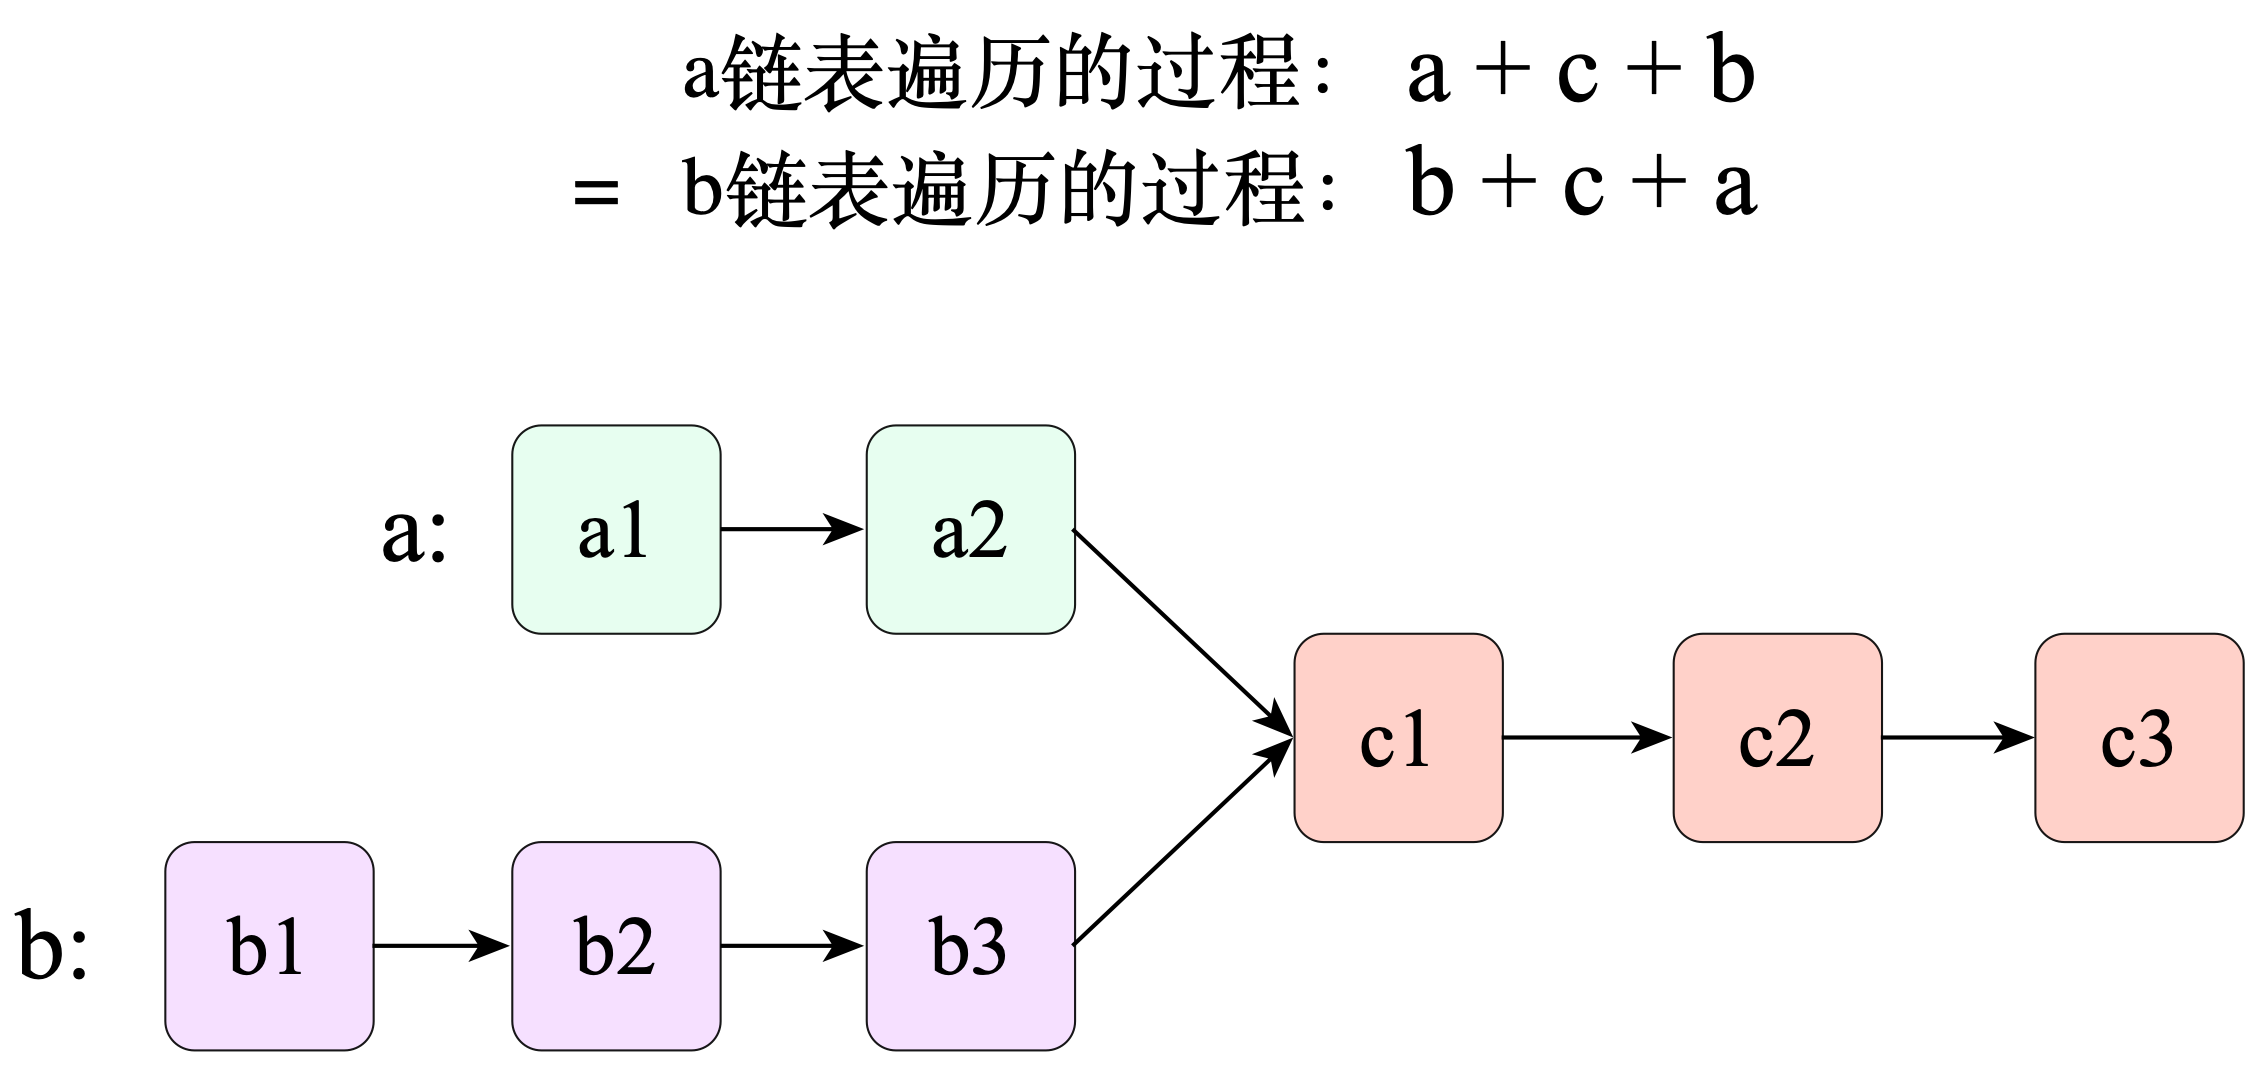 a链表遍历的过程：a + c + b
= b链表遍历的过程：b + c + a
a: a1 a2
c1 c2 c3
b: b1 b2 b3